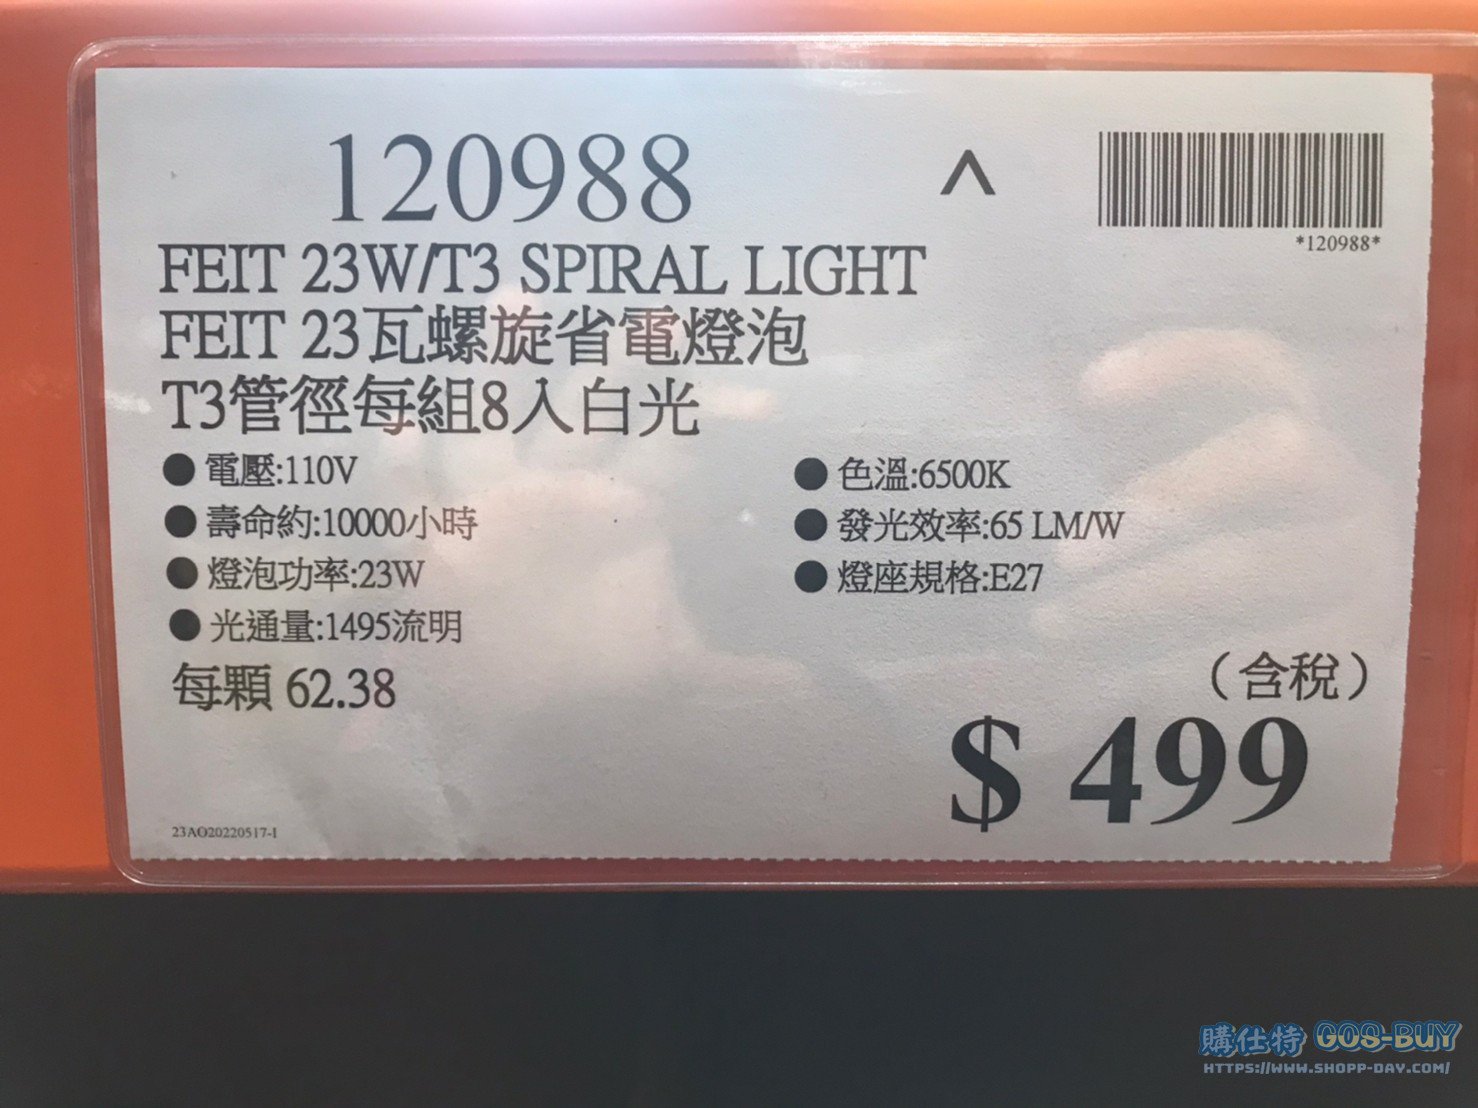 120988
^
*120988*
FEIT 23W/T3 SPIRAL LIGHT
FEIT 23瓦螺旋省電燈泡
T3管徑每組8入白光
●電壓:110V
●色溫:6500K
●壽命約:10000小時
●發光效率:65 LM/W
●燈泡功率:23W
●燈座規格:E27
●光通量:1495流明
每顆 62.38
（含稅）
$ 499
23AO20220517-1
購仕特 GOS-BUY
HTTPS://WWW.SHOPP-DAY.COM/